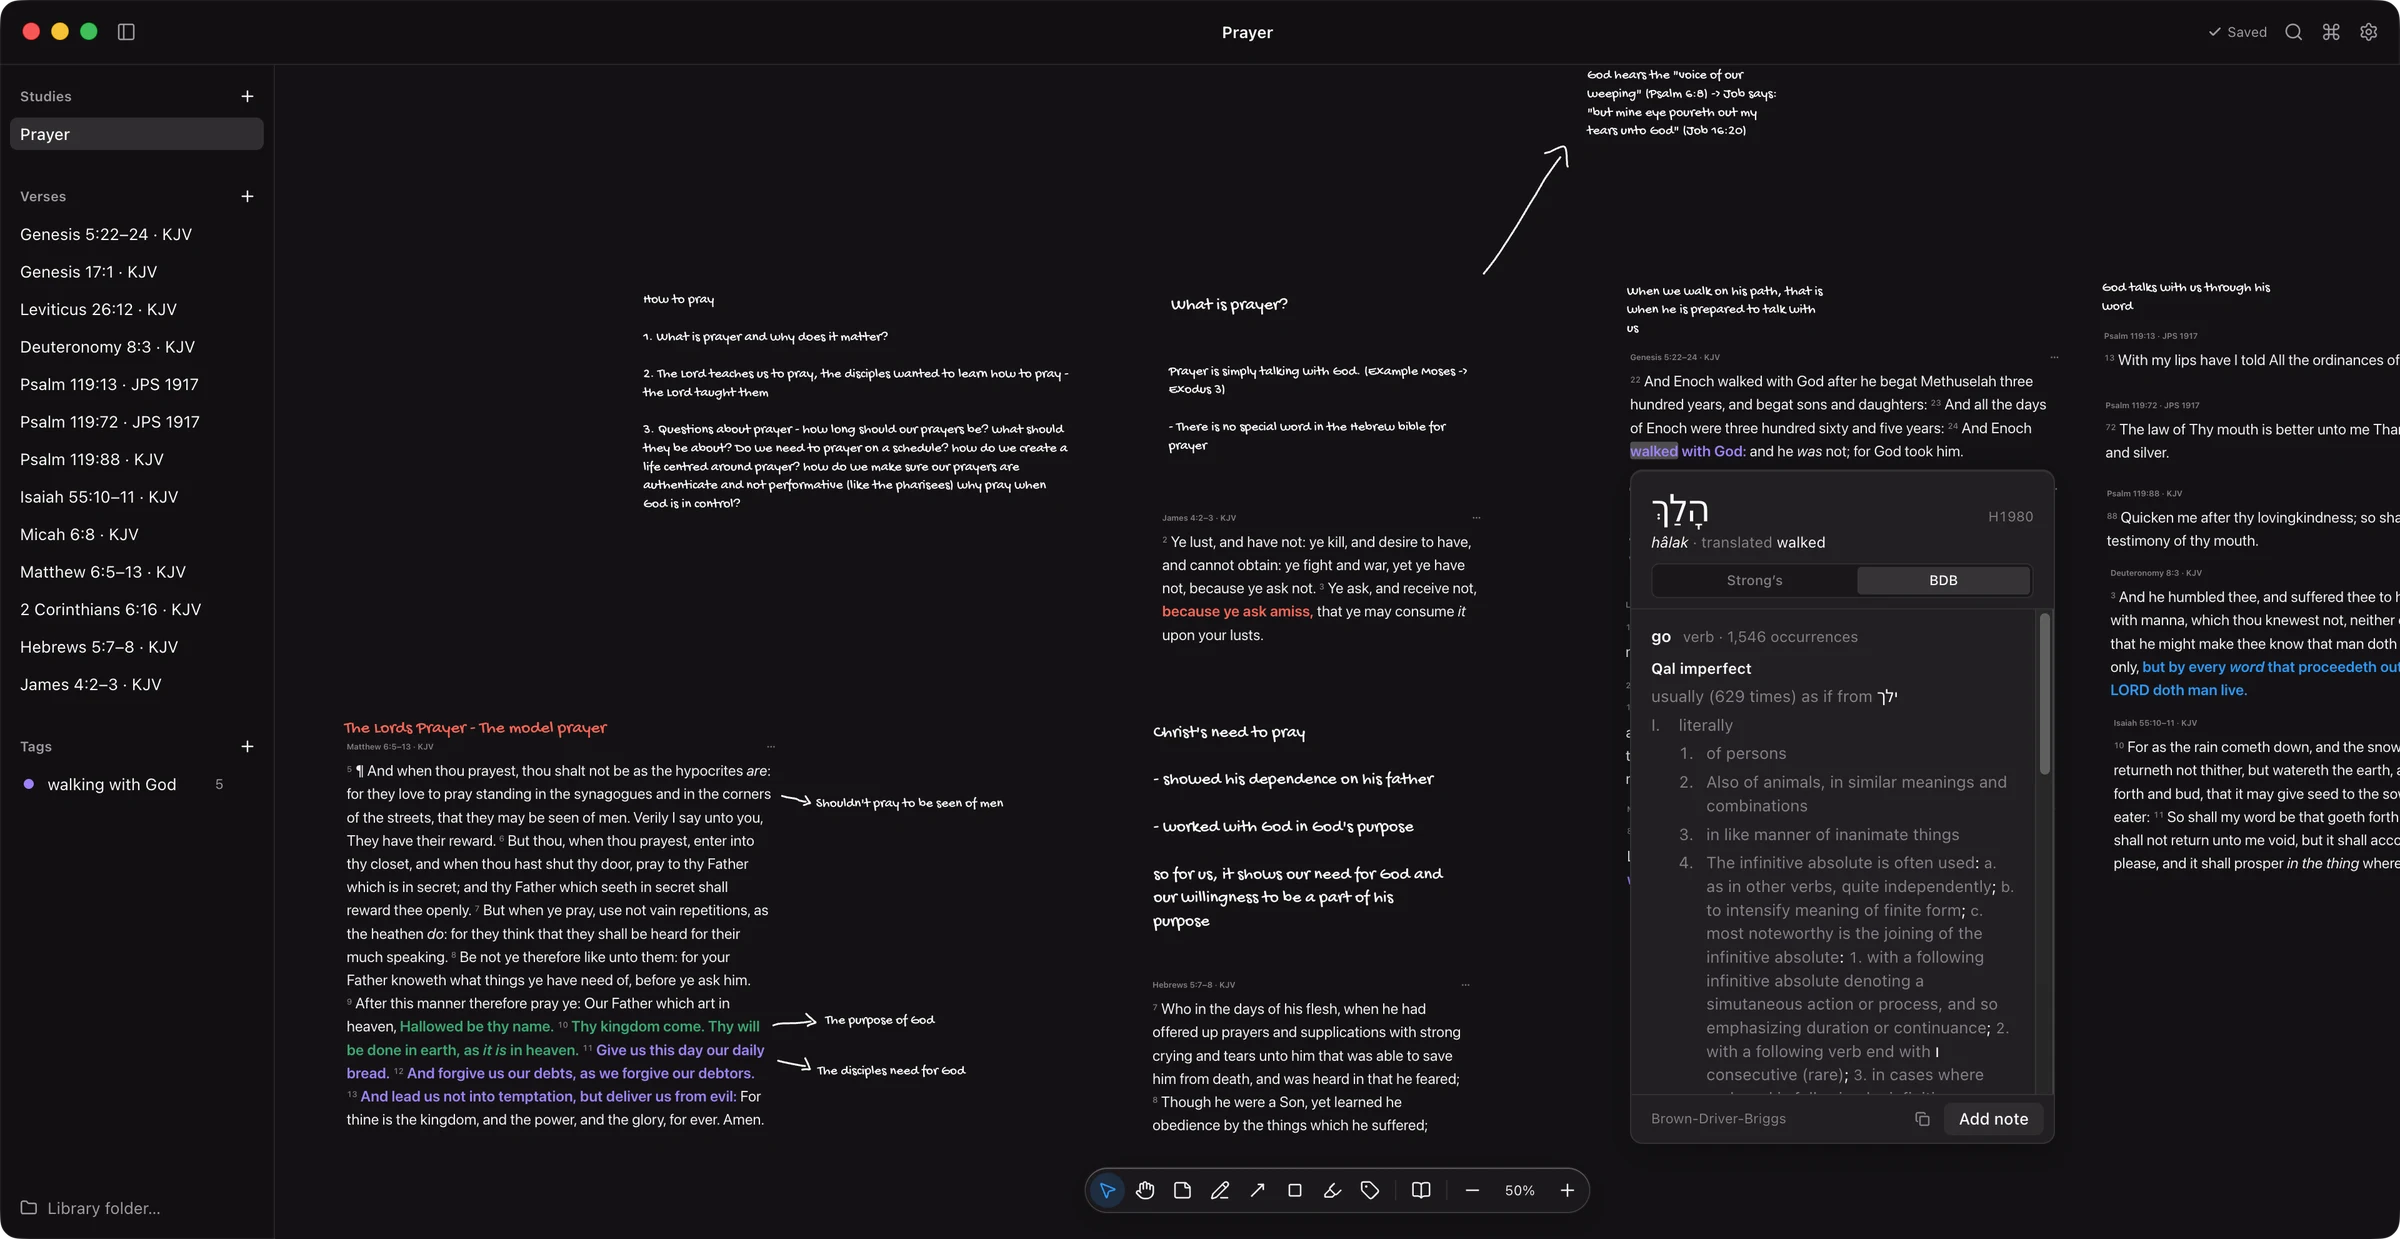 Prayer
Saved
Studies
Prayer
Verses
Genesis 5:22–24 · KJV
Genesis 17:1 · KJV
Leviticus 26:12 · KJV
Deuteronomy 8:3 · KJV
Psalm 119:13 · JPS 1917
Psalm 119:72 · JPS 1917
Psalm 119:88 · KJV
Isaiah 55:10–11 · KJV
Micah 6:8 · KJV
Matthew 6:5–13 · KJV
2 Corinthians 6:16 · KJV
Hebrews 5:7–8 · KJV
James 4:2–3 · KJV
Tags
walking with God 5
Library folder...
God hears the "voice of our
weeping" (Psalm 6:8) -> Job says:
"but mine eye poureth out my
tears unto God" (Job 16:20)
How to pray
1. What is prayer and why does it matter?
2. The Lord teaches us to pray, the disciples wanted to learn how to pray -
the Lord taught them
3. Questions about prayer - how long should our prayers be? what should
they be about? Do we need to prayer on a schedule? how do we create a
life centred around prayer? how do we make sure our prayers are
authenticate and not performative (like the pharisees) why pray when
God is in control?
The Lords Prayer - The model prayer
Matthew 6:5–13 · KJV
5 ¶ And when thou prayest, thou shalt not be as the hypocrites are:
for they love to pray standing in the synagogues and in the corners
of the streets, that they may be seen of men. Verily I say unto you,
They have their reward. 6 But thou, when thou prayest, enter into
thy closet, and when thou hast shut thy door, pray to thy Father
which is in secret; and thy Father which seeth in secret shall
reward thee openly. 7 But when ye pray, use not vain repetitions, as
the heathen do: for they think that they shall be heard for their
much speaking. 8 Be not ye therefore like unto them: for your
Father knoweth what things ye have need of, before ye ask him.
9 After this manner therefore pray ye: Our Father which art in
heaven, Hallowed be thy name. 10 Thy kingdom come. Thy will
be done in earth, as it is in heaven. 11 Give us this day our daily
bread. 12 And forgive us our debts, as we forgive our debtors.
13 And lead us not into temptation, but deliver us from evil: For
thine is the kingdom, and the power, and the glory, for ever. Amen.
Shouldn't pray to be seen of men
The purpose of God
The disciples need for God
What is prayer?
Prayer is simply talking with God. (Example Moses ->
Exodus 3)
- There is no special word in the Hebrew bible for
prayer
James 4:2–3 · KJV
2 Ye lust, and have not: ye kill, and desire to have,
and cannot obtain: ye fight and war, yet ye have
not, because ye ask not. 3 Ye ask, and receive not,
because ye ask amiss, that ye may consume it
upon your lusts.
Christ's need to pray
- showed his dependence on his father
- worked with God in God's purpose
so for us, it shows our need for God and
our willingness to be a part of his
purpose
Hebrews 5:7–8 · KJV
7 Who in the days of his flesh, when he had
offered up prayers and supplications with strong
crying and tears unto him that was able to save
him from death, and was heard in that he feared;
8 Though he were a Son, yet learned he
obedience by the things which he suffered;
When we walk on his path, that is
when he is prepared to talk with
us
Genesis 5:22–24 · KJV
22 And Enoch walked with God after he begat Methuselah three
hundred years, and begat sons and daughters: 23 And all the days
of Enoch were three hundred sixty and five years: 24 And Enoch
walked with God: and he was not; for God took him.
הָלַךְ
H1980
hâlak · translated walked
Strong's
BDB
go verb · 1,546 occurrences
Qal imperfect
usually (629 times) as if from ילך
I. literally
1. of persons
2. Also of animals, in similar meanings and
combinations
3. in like manner of inanimate things
4. The infinitive absolute is often used: a.
as in other verbs, quite independently; b.
to intensify meaning of finite form; c.
most noteworthy is the joining of the
infinitive absolute: 1. with a following
infinitive absolute denoting a
simutaneous action or process, and so
emphasizing duration or continuance; 2.
with a following verb end with ו
consecutive (rare); 3. in cases where
Brown-Driver-Briggs
Add note
God talks with us through his
word
Psalm 119:13 · JPS 1917
13 With my lips have I told All the ordinances of
Psalm 119:72 · JPS 1917
72 The law of Thy mouth is better unto me Tha
and silver.
Psalm 119:88 · KJV
88 Quicken me after thy lovingkindness; so sha
testimony of thy mouth.
Deuteronomy 8:3 · KJV
3 And he humbled thee, and suffered thee to h
with manna, which thou knewest not, neither
that he might make thee know that man doth
only, but by every word that proceedeth out
LORD doth man live.
Isaiah 55:10–11 · KJV
10 For as the rain cometh down, and the snow
returneth not thither, but watereth the earth, a
forth and bud, that it may give seed to the so
eater: 11 So shall my word be that goeth forth
shall not return unto me void, but it shall acco
please, and it shall prosper in the thing where
50%